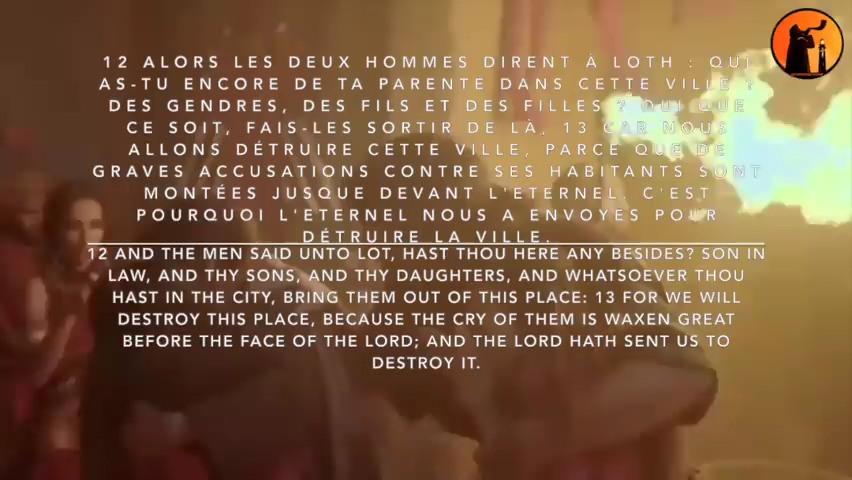 12 ALORS LES DEUX HOMMES DIRENT À LOTH : QUI
AS-TU ENCORE DE TA PARENTÉ DANS CETTE VILLE ?
DES GENDRES, DES FILS ET DES FILLES ? QUI QUE
CE SOIT, FAIS-LES SORTIR DE LÀ, 13 CAR NOUS
ALLONS DÉTRUIRE CETTE VILLE, PARCE QUE DE
GRAVES ACCUSATIONS CONTRE SES HABITANTS SONT
MONTÉES JUSQUE DEVANT L'ETERNEL. C'EST
POURQUOI L'ETERNEL NOUS A ENVOYES POUR
DÉTRUIRE LA VILLE.
12 AND THE MEN SAID UNTO LOT, HAST THOU HERE ANY BESIDES? SON IN
LAW, AND THY SONS, AND THY DAUGHTERS, AND WHATSOEVER THOU
HAST IN THE CITY, BRING THEM OUT OF THIS PLACE: 13 FOR WE WILL
DESTROY THIS PLACE, BECAUSE THE CRY OF THEM IS WAXEN GREAT
BEFORE THE FACE OF THE LORD; AND THE LORD HATH SENT US TO
DESTROY IT.